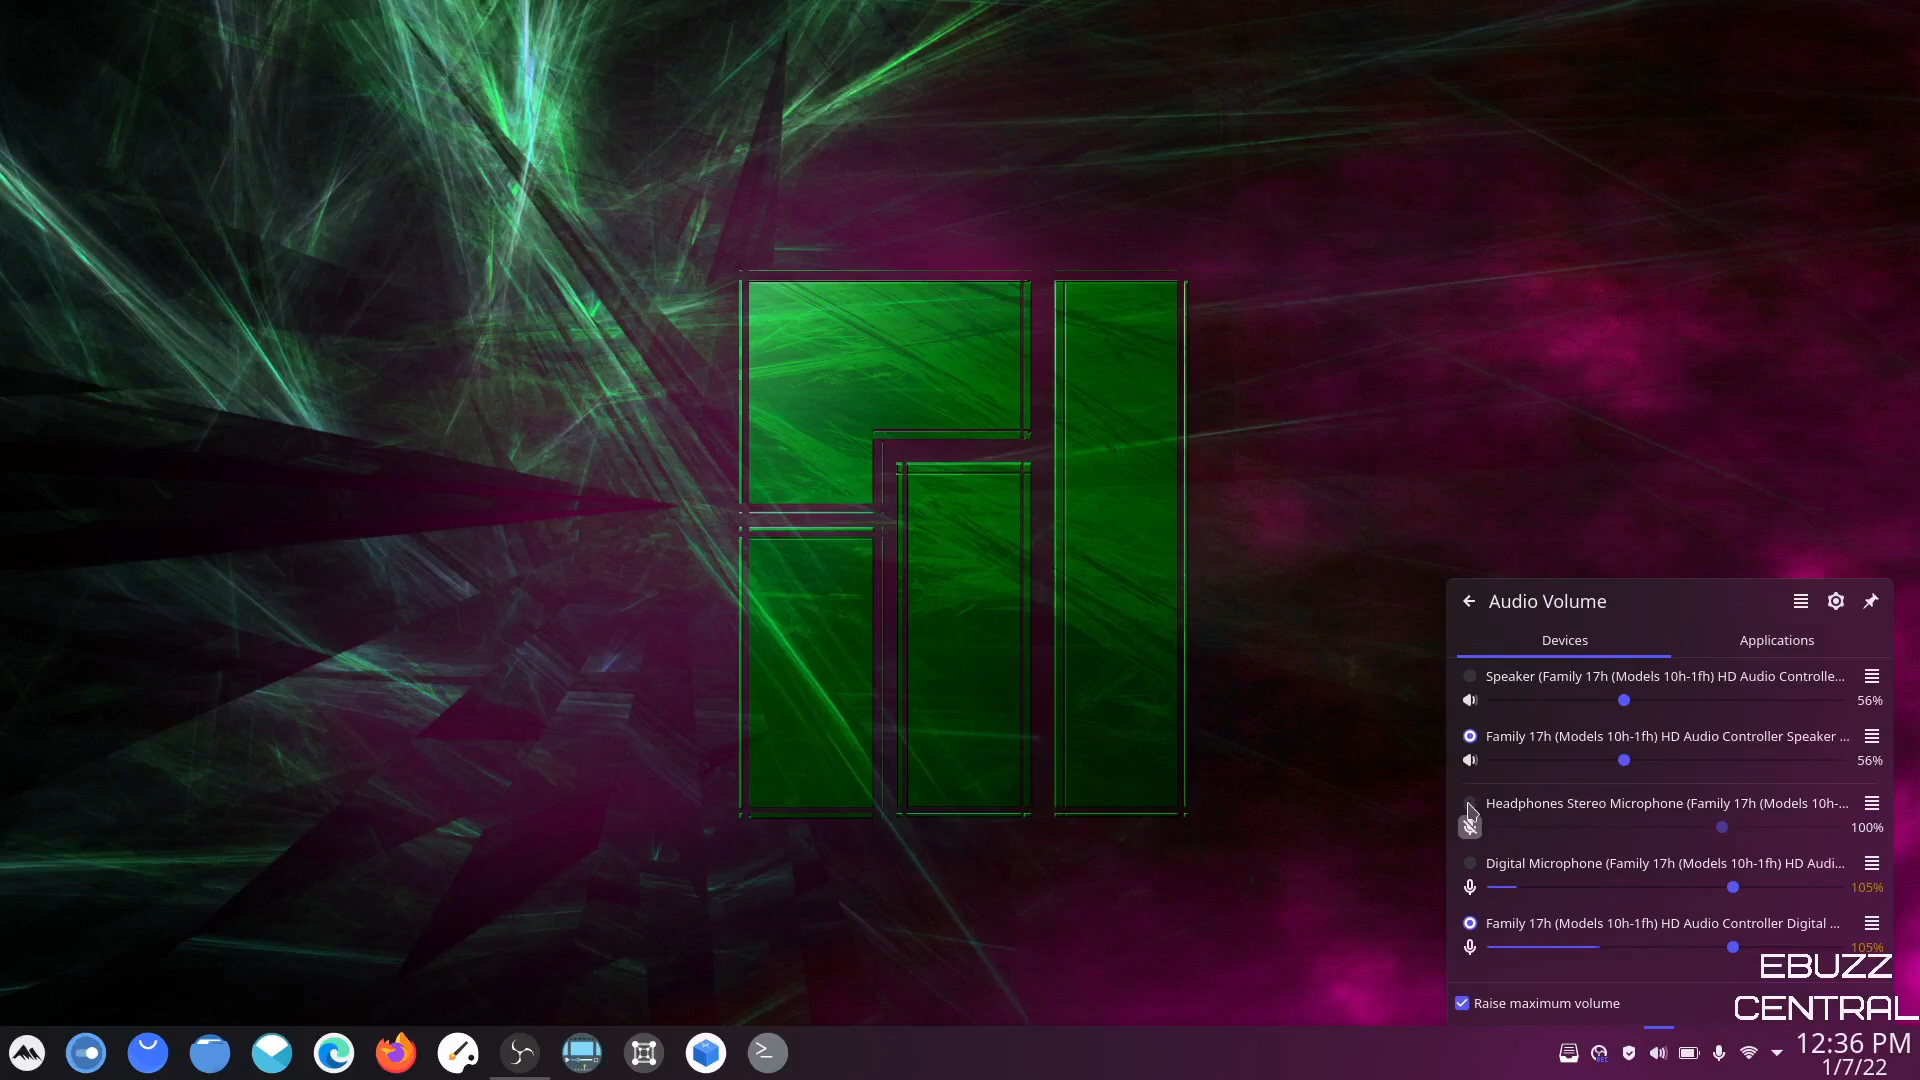 Audio Volume
Devices
Applications
Speaker (Family 17h (Models 10h-1fh) HD Audio Controlle...
56%
Family 17h (Models 10h-1fh) HD Audio Controller Speaker ...
56%
Headphones Stereo Microphone (Family 17h (Models 10h-...
100%
Digital Microphone (Family 17h (Models 10h-1fh) HD Audi...
105%
Family 17h (Models 10h-1fh) HD Audio Controller Digital ...
105%
EBUZZ
CENTRAL
Raise maximum volume
REC
12:36 PM
1/7/22